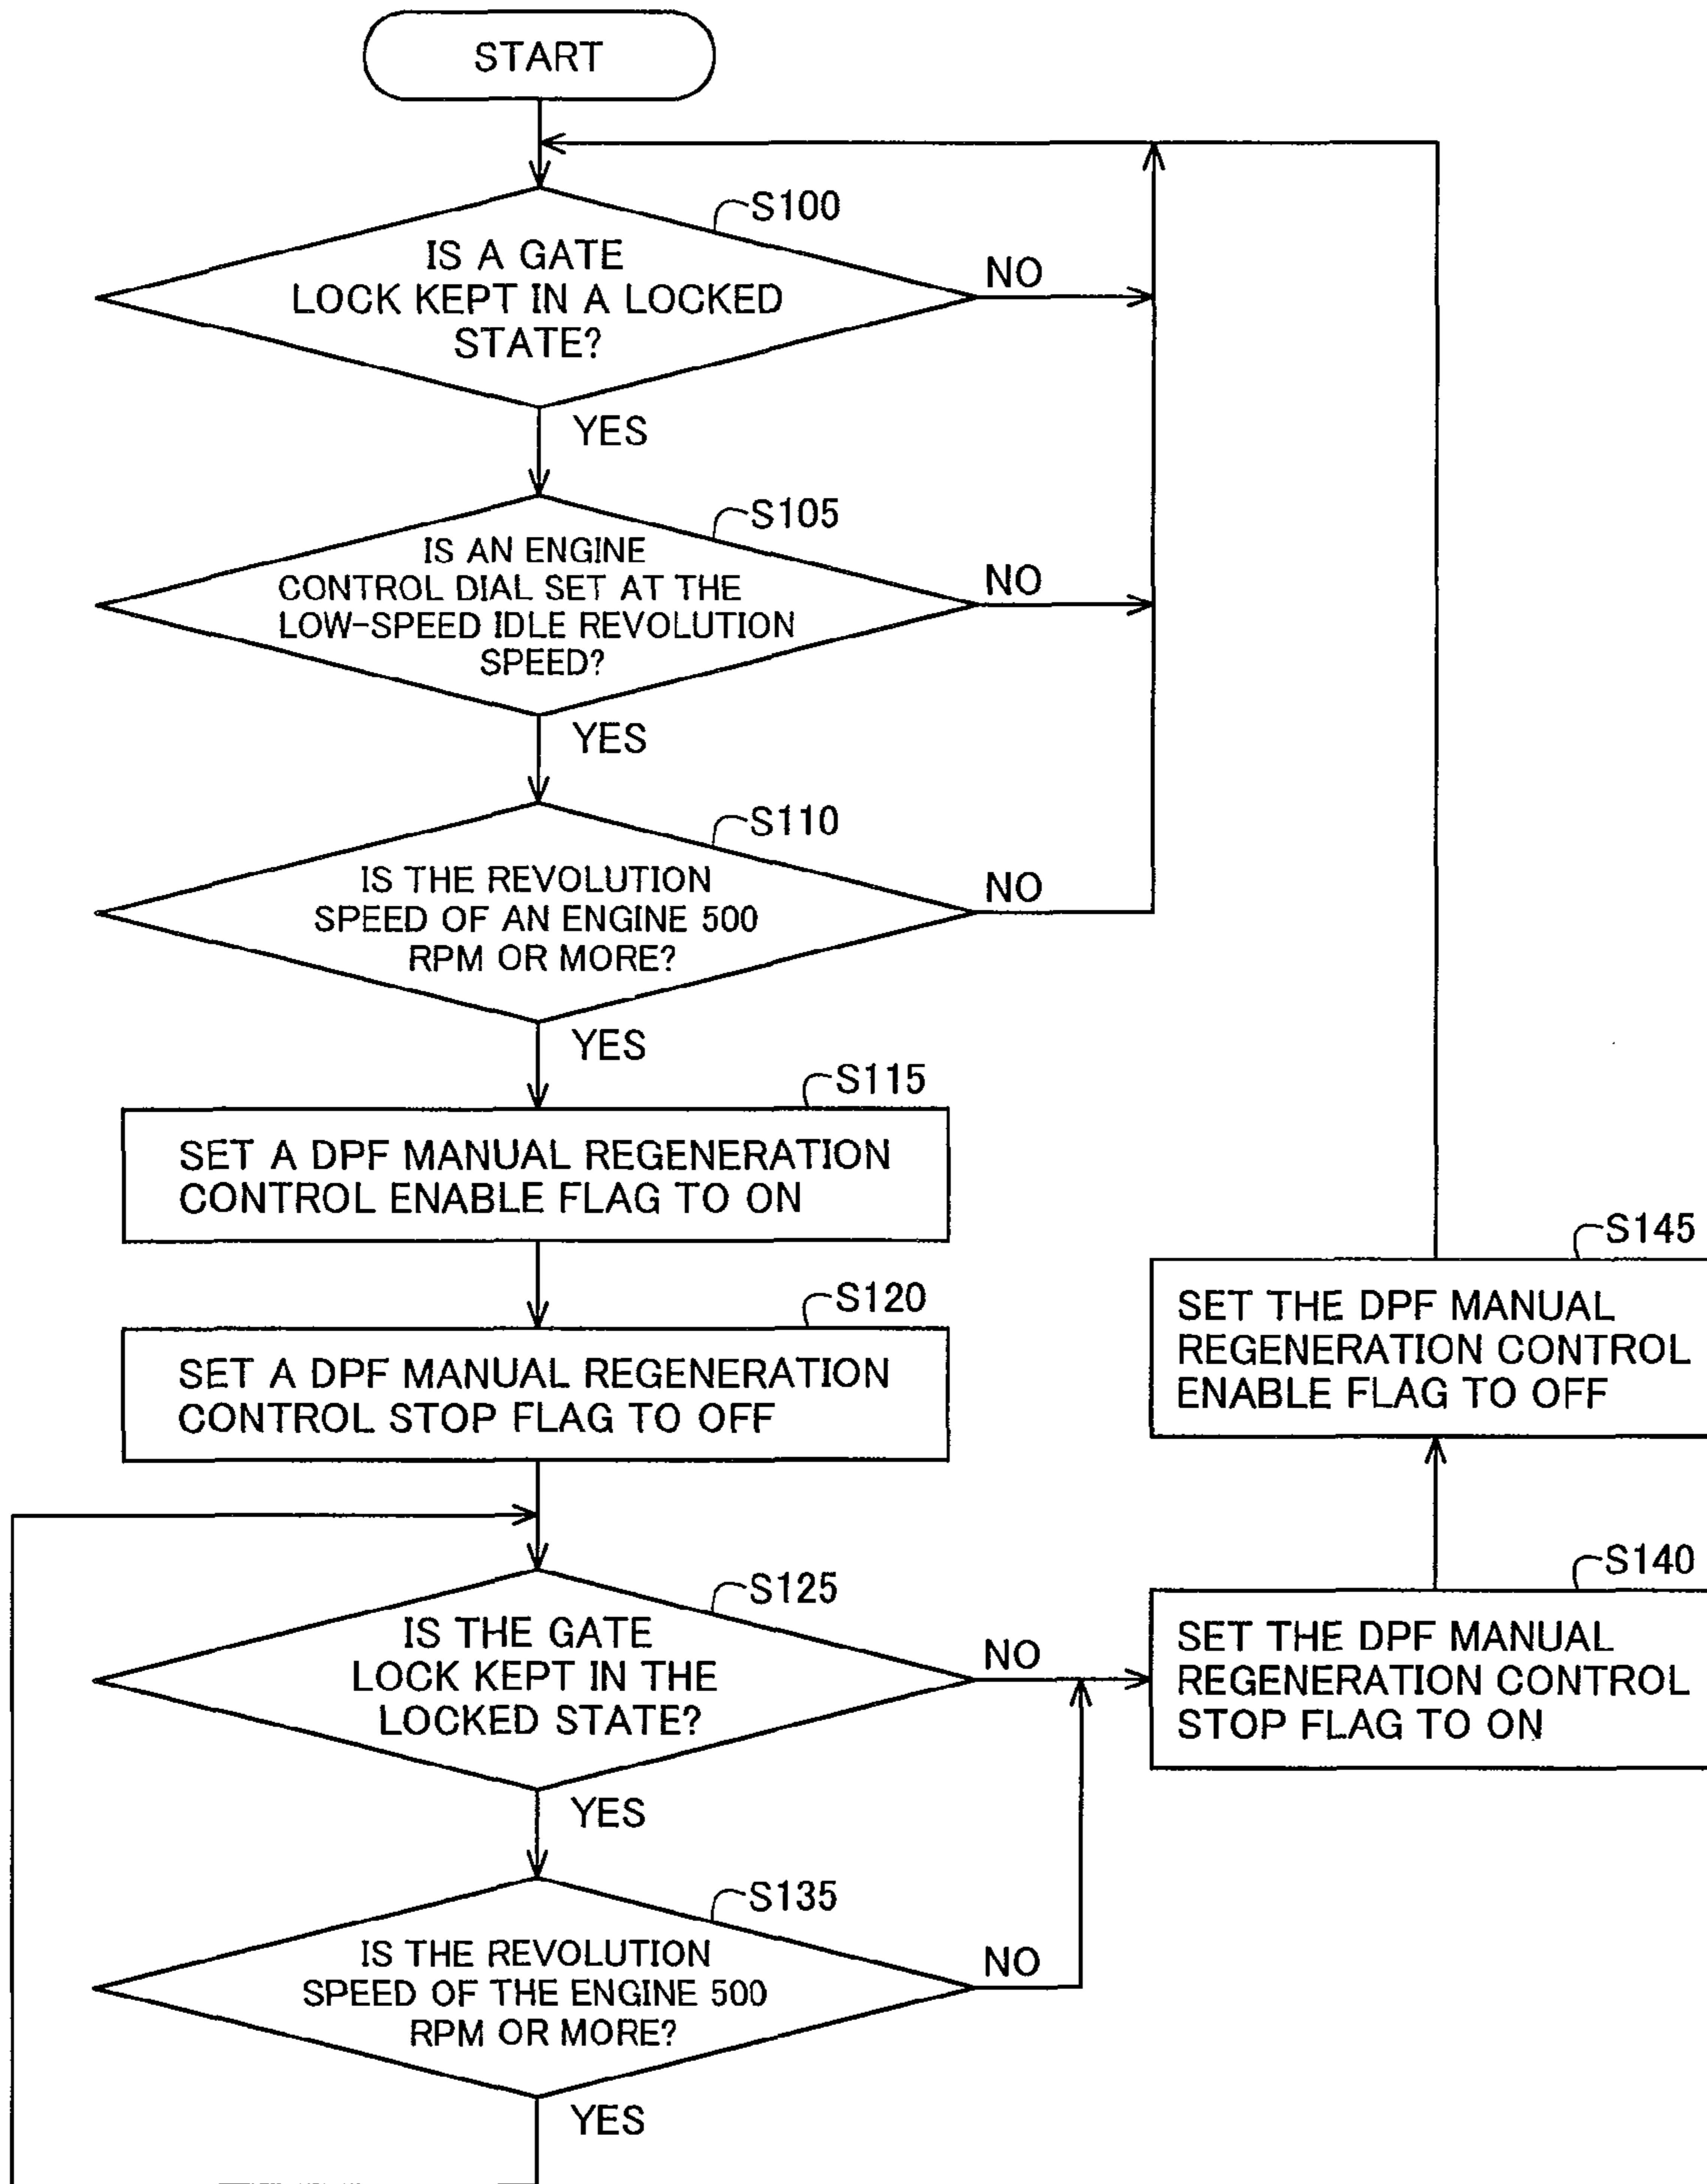 START
S100
IS A GATE
LOCK KEPT IN A LOCKED
STATE?
NO
YES
S105
IS AN ENGINE
CONTROL DIAL SET AT THE
LOW-SPEED IDLE REVOLUTION
SPEED?
NO
YES
S110
IS THE REVOLUTION
SPEED OF AN ENGINE 500
RPM OR MORE?
NO
YES
S115
SET A DPF MANUAL REGENERATION
CONTROL ENABLE FLAG TO ON
S120
SET A DPF MANUAL REGENERATION
CONTROL STOP FLAG TO OFF
S125
IS THE GATE
LOCK KEPT IN THE
LOCKED STATE?
NO
YES
S135
IS THE REVOLUTION
SPEED OF THE ENGINE 500
RPM OR MORE?
NO
YES
S140
SET THE DPF MANUAL
REGENERATION CONTROL
STOP FLAG TO ON
S145
SET THE DPF MANUAL
REGENERATION CONTROL
ENABLE FLAG TO OFF